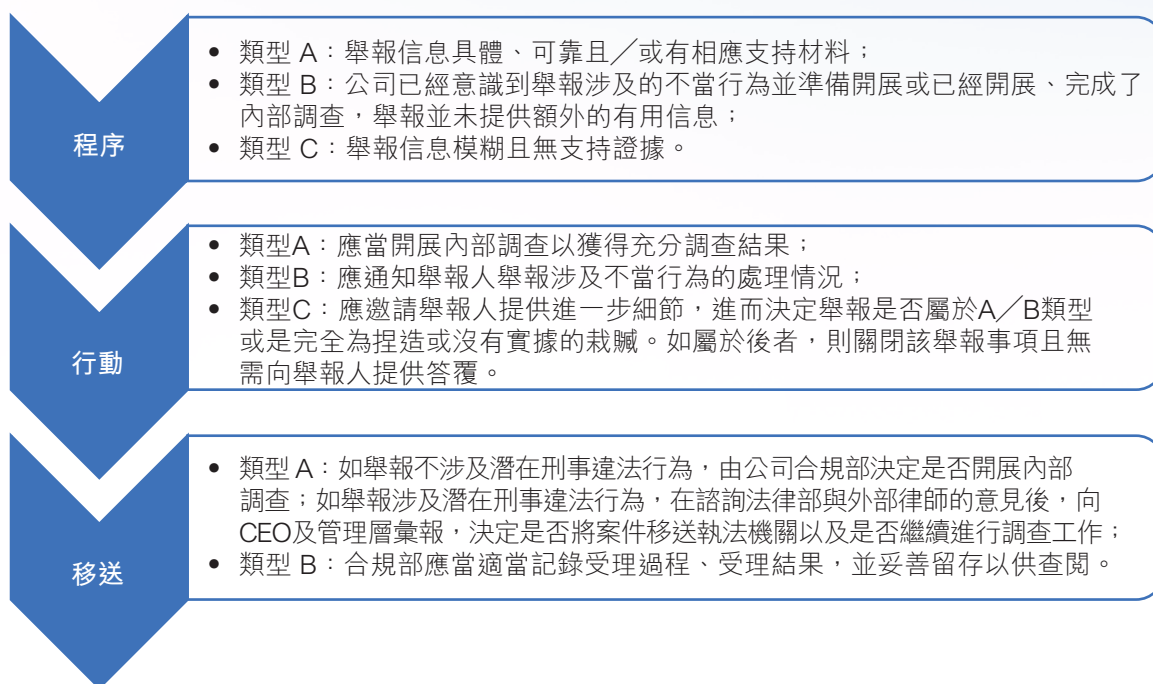 程序
• 類型 A：舉報信息具體、可靠且／或有相應支持材料；
• 類型 B：公司已經意識到舉報涉及的不當行為並準備開展或已經開展、完成了
內部調查，舉報並未提供額外的有用信息；
• 類型 C：舉報信息模糊且無支持證據。
行動
• 類型A：應當開展內部調查以獲得充分調查結果；
• 類型B：應通知舉報人舉報涉及不當行為的處理情況；
• 類型C：應邀請舉報人提供進一步細節，進而決定舉報是否屬於A／B類型
或是完全為捏造或沒有實據的栽贓。如屬於後者，則關閉該舉報事項且無
需向舉報人提供答覆。
移送
• 類型 A：如舉報不涉及潛在刑事違法行為，由公司合規部決定是否開展內部
調查；如舉報涉及潛在刑事違法行為，在諮詢法律部與外部律師的意見後，向
CEO及管理層彙報，決定是否將案件移送執法機關以及是否繼續進行調查工作；
• 類型 B：合規部應當適當記錄受理過程、受理結果，並妥善留存以供查閱。